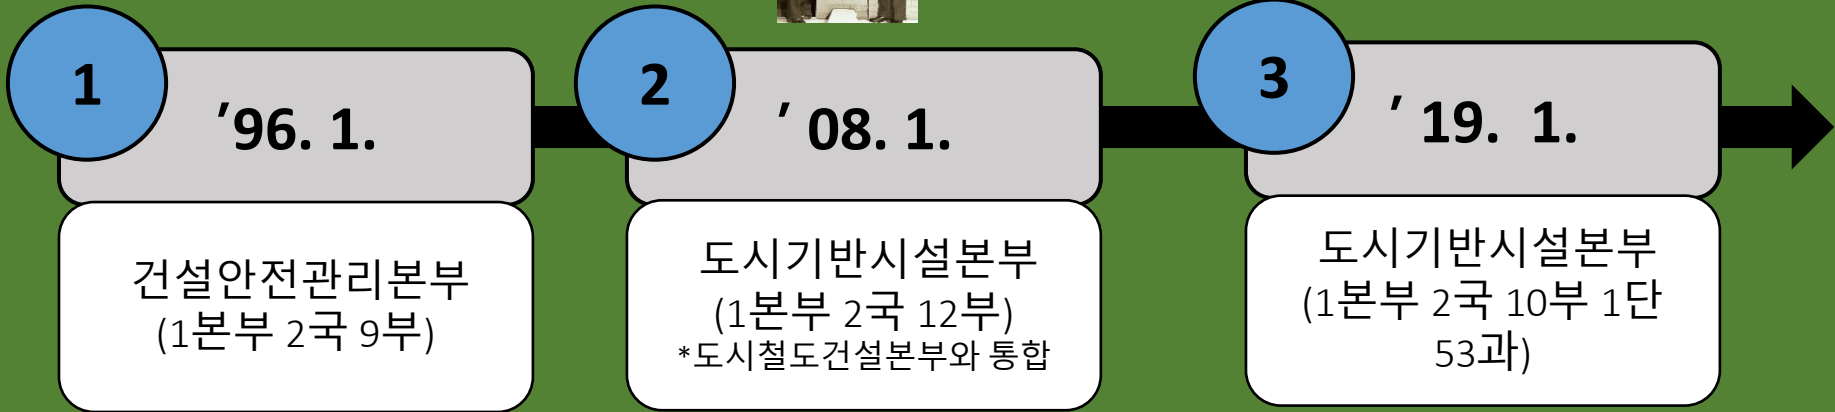 1
’96. 1.
건설안전관리본부
(1본부 2국 9부)
2
’ 08. 1.
도시기반시설본부
(1본부 2국 12부)
*도시철도건설본부와 통합
3
’ 19. 1.
도시기반시설본부
(1본부 2국 10부 1단
53과)